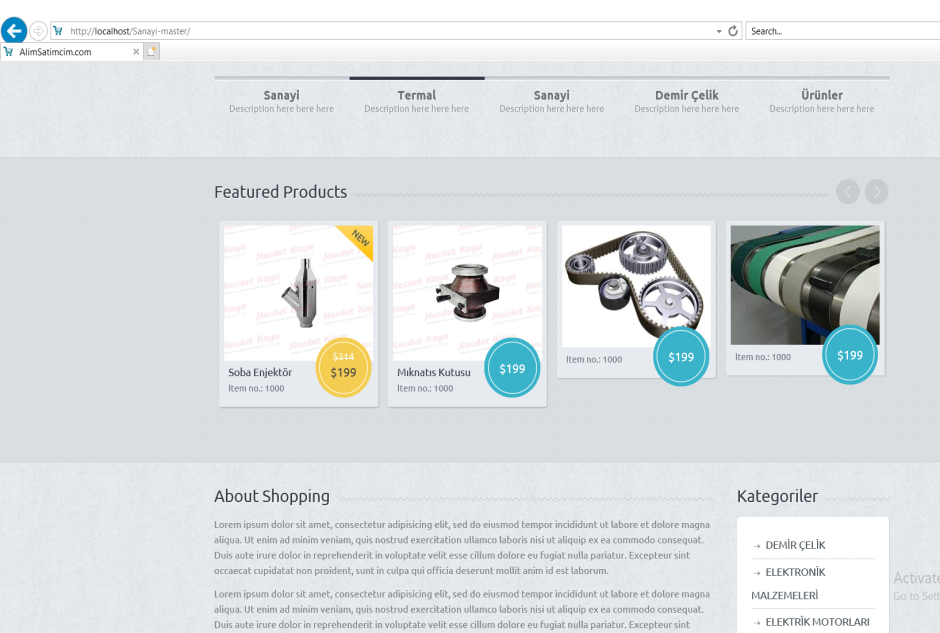 http://localhost/Sanayi-master/
Search...
AlimSatimcim.com
Sanayi
Description here here here
Termal
Description here here here
Sanayi
Description here here here
Demir Çelik
Description here here here
Ürünler
Description here here here
Featured Products
NEW
$314
$199
Soba Enjektör
Item no.: 1000
$199
Mıknatıs Kutusu
Item no.: 1000
$199
Item no.: 1000
$199
Item no.: 1000
About Shopping
Lorem ipsum dolor sit amet, consectetur adipisicing elit, sed do eiusmod tempor incididunt ut labore et dolore magna
aliqua. Ut enim ad minim veniam, quis nostrud exercitation ullamco laboris nisi ut aliquip ex ea commodo consequat.
Duis aute irure dolor in reprehenderit in voluptate velit esse cillum dolore eu fugiat nulla pariatur. Excepteur sint
occaecat cupidatat non proident, sunt in culpa qui officia deserunt mollit anim id est laborum.
Lorem ipsum dolor sit amet, consectetur adipisicing elit, sed do eiusmod tempor incididunt ut labore et dolore magna
aliqua. Ut enim ad minim veniam, quis nostrud exercitation ullamco laboris nisi ut aliquip ex ea commodo consequat.
Duis aute irure dolor in reprehenderit in voluptate velit esse cillum dolore eu fugiat nulla pariatur. Excepteur sint
Kategoriler
→ DEMİR ÇELİK
→ ELEKTRONİK
MALZEMELERİ
→ ELEKTRİK MOTORLARI
Activate
Go to Sett